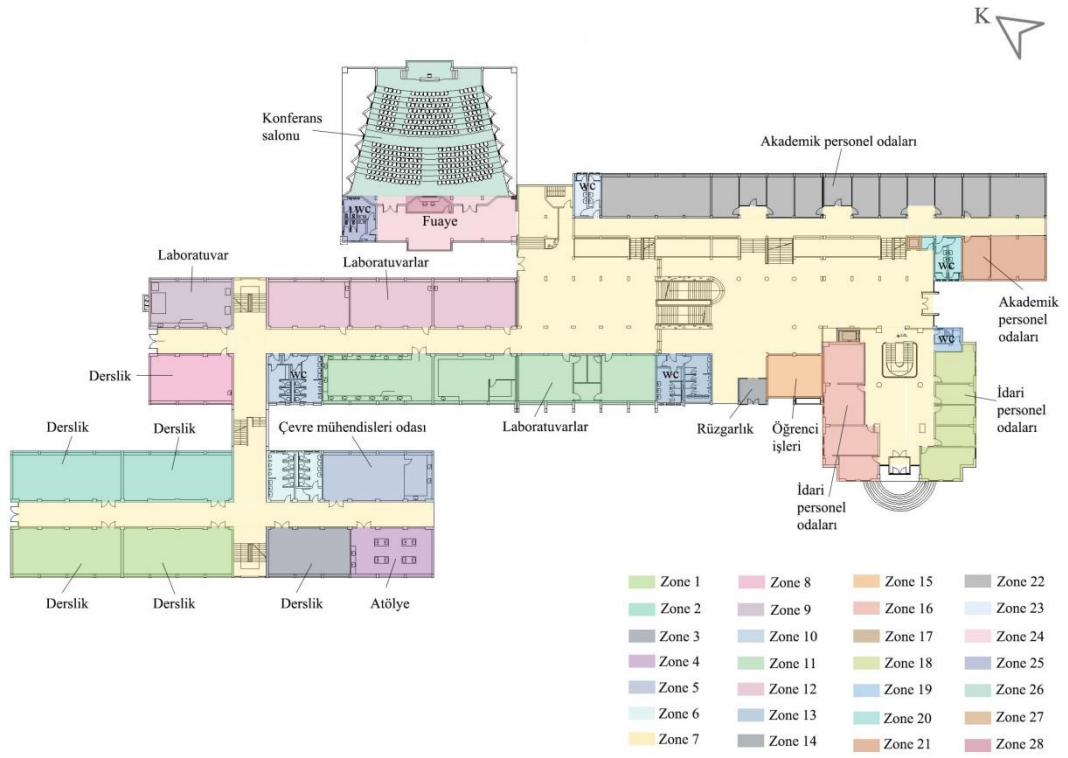 K
Konferans
salonu
Akademik personel odaları
WC
WC
Fuaye
Laboratuvar
Laboratuvarlar
WC
Akademik
personel
odaları
WC
Derslik
WC
WC
Derslik
Derslik
Çevre mühendisleri odası
Laboratuvarlar
Rüzgarlık
Öğrenci
işleri
İdari
personel
odaları
İdari
personel
odaları
Derslik
Derslik
Derslik
Atölye
Zone 1
Zone 2
Zone 3
Zone 4
Zone 5
Zone 6
Zone 7
Zone 8
Zone 9
Zone 10
Zone 11
Zone 12
Zone 13
Zone 14
Zone 15
Zone 16
Zone 17
Zone 18
Zone 19
Zone 20
Zone 21
Zone 22
Zone 23
Zone 24
Zone 25
Zone 26
Zone 27
Zone 28